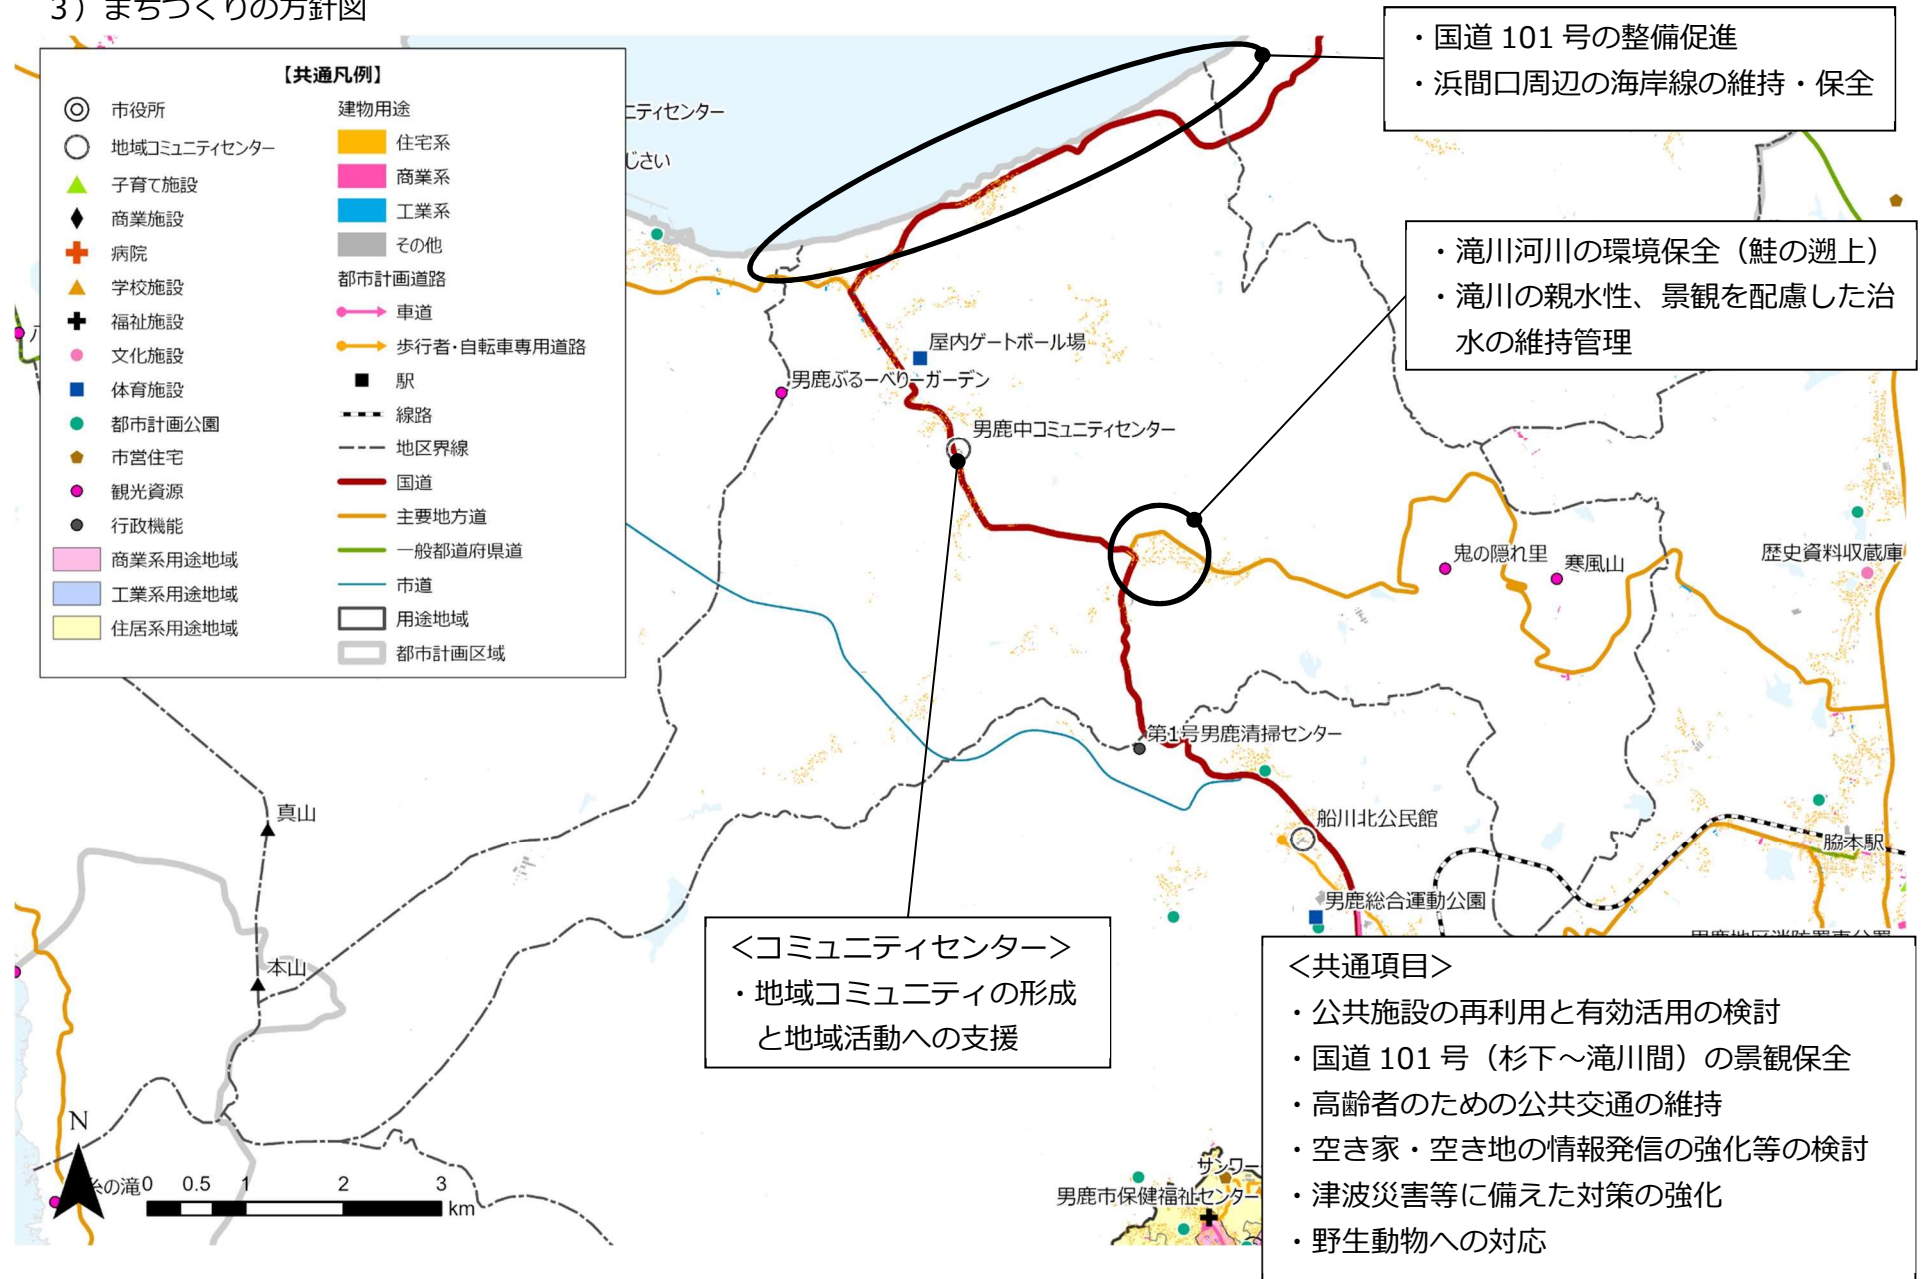 3）まちづくりの方針図
・国道 101 号の整備促進
・浜間口周辺の海岸線の維持・保全
【共通凡例】
市役所
地域コミュニティセンター
子育て施設
商業施設
病院
学校施設
福祉施設
文化施設
体育施設
都市計画公園
市営住宅
観光資源
行政機能
商業系用途地域
工業系用途地域
住居系用途地域
建物用途
住宅系
商業系
工業系
その他
都市計画道路
車道
歩行者・自転車専用道路
駅
線路
地区界線
国道
主要地方道
一般都道府県道
市道
用途地域
都市計画区域
ニティセンター
じさい
・滝川河川の環境保全（鮭の遡上）
・滝川の親水性、景観を配慮した治
水の維持管理
屋内ゲートボール場
男鹿ぶるーべりーガーデン
男鹿中コミュニティセンター
鬼の隠れ里
寒風山
歴史資料収蔵庫
第1号男鹿清掃センター
真山
船川北公民館
脇本駅
男鹿総合運動公園
本山
＜コミュニティセンター＞
・地域コミュニティの形成
と地域活動への支援
＜共通項目＞
・公共施設の再利用と有効活用の検討
・国道 101 号（杉下～滝川間）の景観保全
・高齢者のための公共交通の維持
・空き家・空き地の情報発信の強化等の検討
・津波災害等に備えた対策の強化
・野生動物への対応
サンワー
男鹿市保健福祉センター
N
糸の滝
0 0.5 1 2 3
km